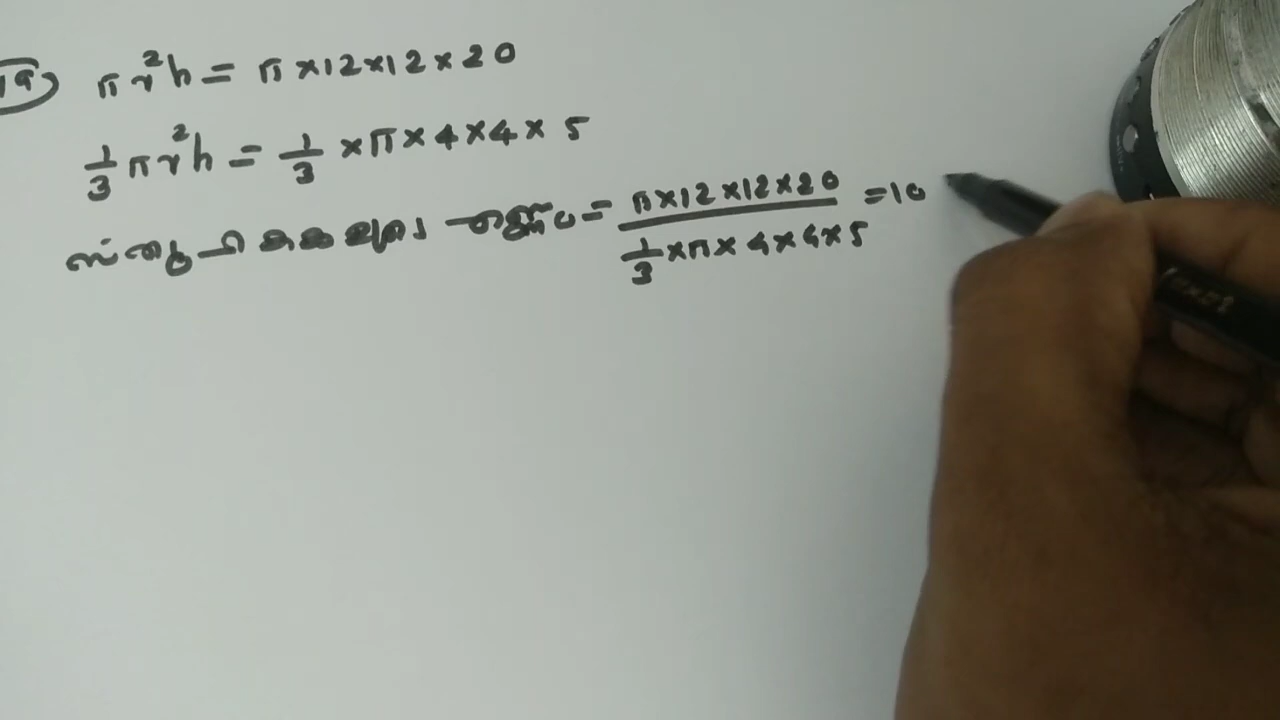 19) πr²h = π×12×12×20
1/3 πr²h = 1/3 ×π×4×4×5
സ്തൂപികകളുടെ എണ്ണം = π×12×12×20 / 1/3×π×4×4×5 =10